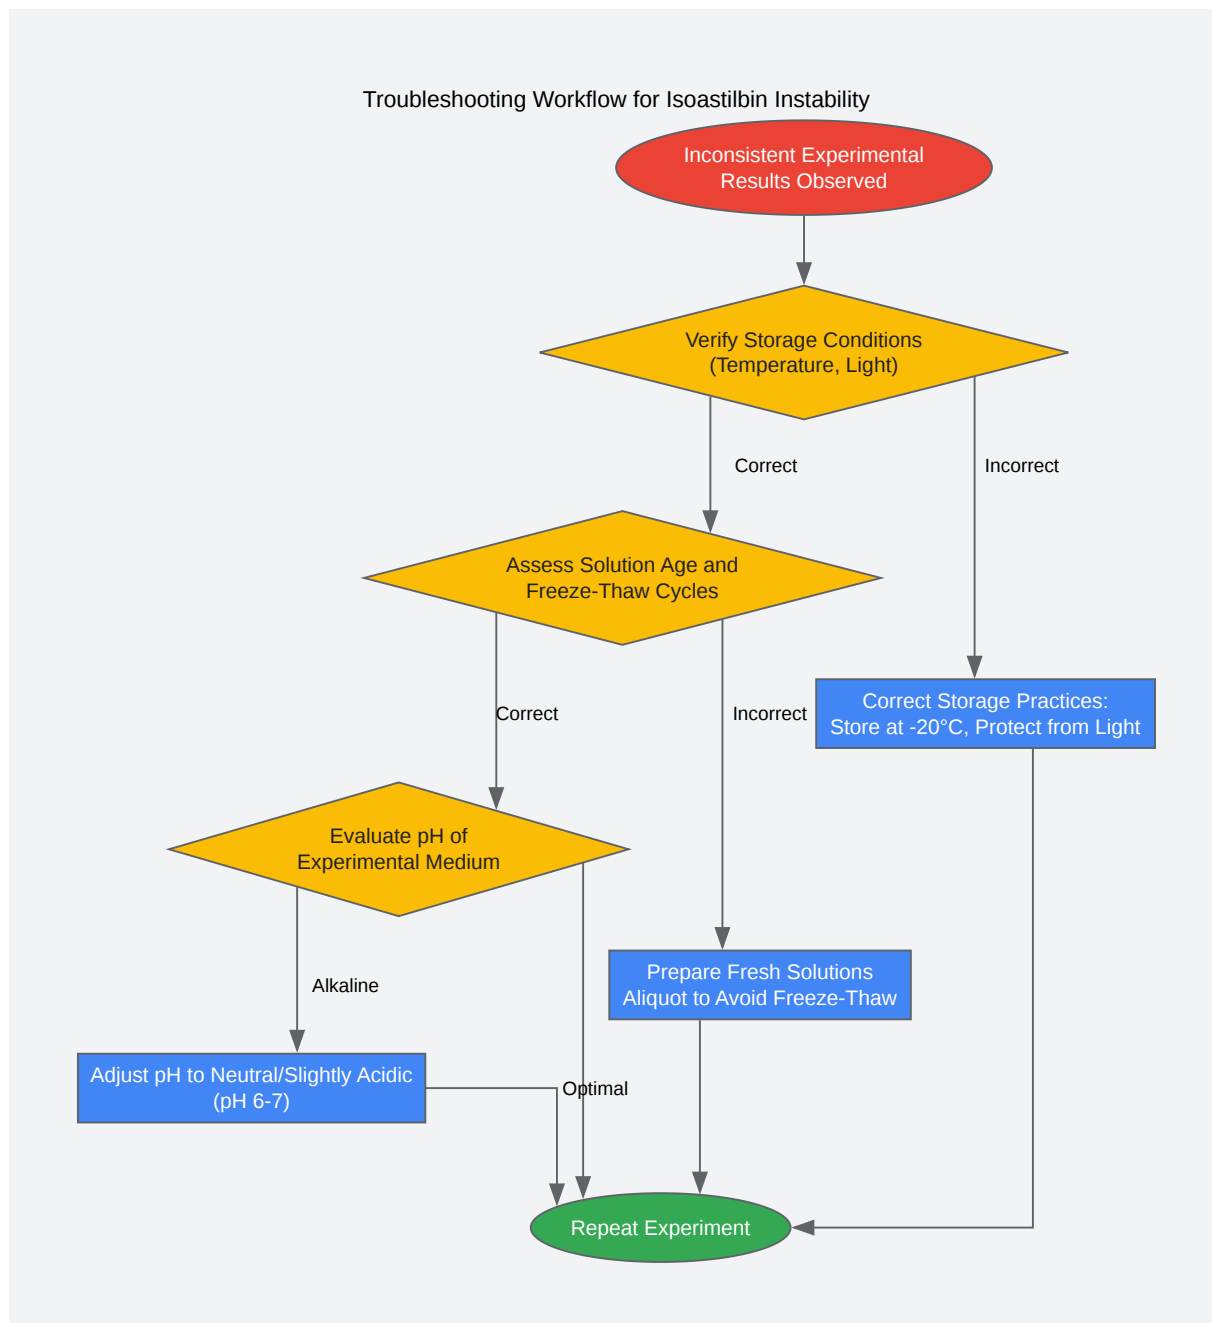 Troubleshooting Workflow for Isoastilbin Instability
Inconsistent Experimental
Results Observed
Verify Storage Conditions
(Temperature, Light)
Correct
Incorrect
Assess Solution Age and
Freeze-Thaw Cycles
Correct
Incorrect
Correct Storage Practices:
Store at -20°C, Protect from Light
Evaluate pH of
Experimental Medium
Alkaline
Prepare Fresh Solutions
Aliquot to Avoid Freeze-Thaw
Adjust pH to Neutral/Slightly Acidic
(pH 6-7)
Optimal
Repeat Experiment